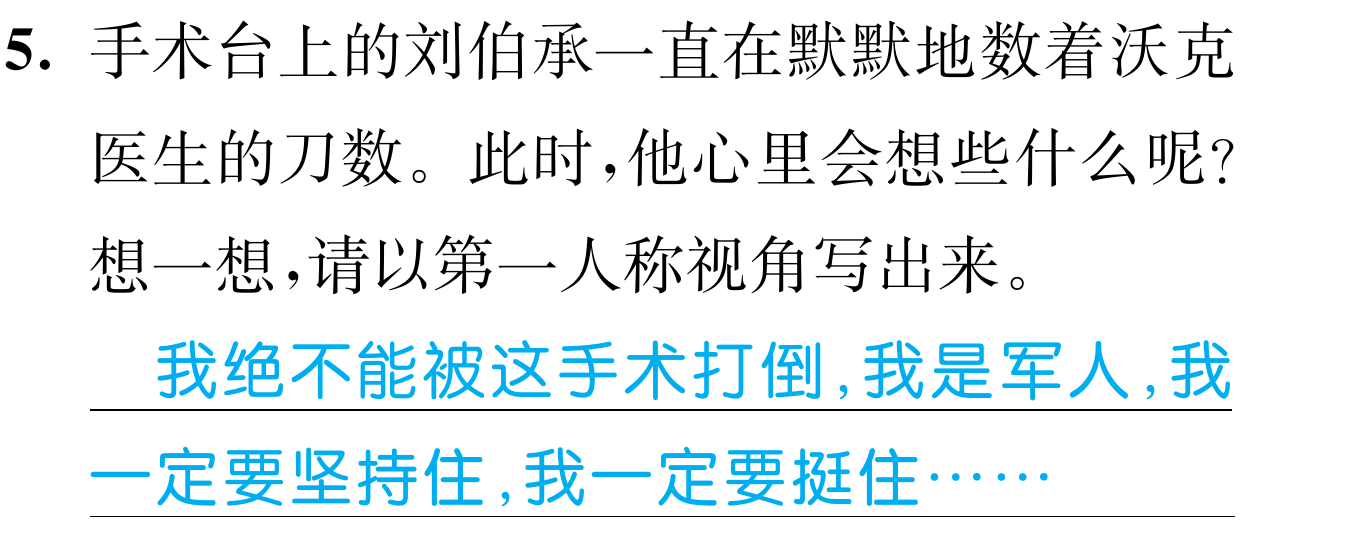 5. 手术台上的刘伯承一直在默默地数着沃克
医生的刀数。此时,他心里会想些什么呢?
想一想,请以第一人称视角写出来。
我绝不能被这手术打倒,我是军人,我
一定要坚持住,我一定要挺住……